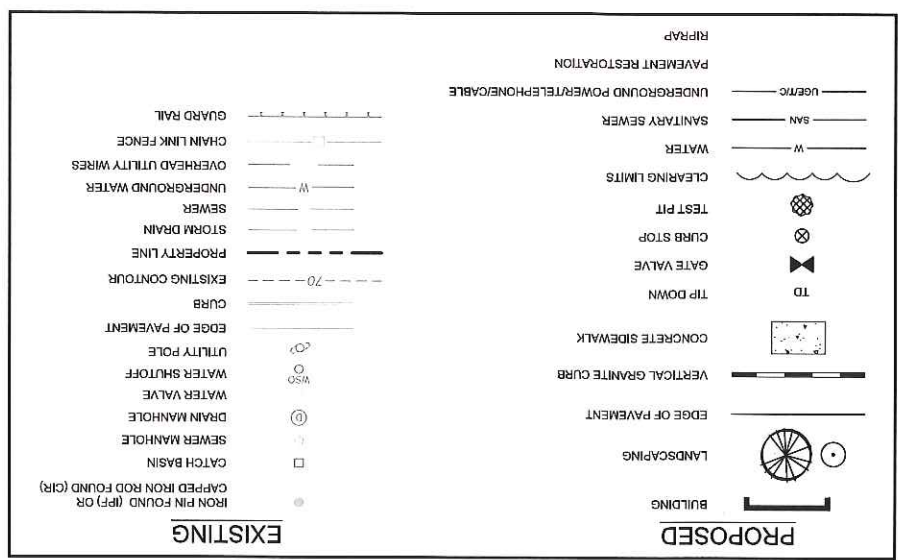 PROPOSED
BUILDING
LANDSCAPING
EDGE OF PAVEMENT
VERTICAL GRANITE CURB
CONCRETE SIDEWALK
TD TIP DOWN
GATE VALVE
CURB STOP
TEST PIT
CLEARING LIMITS
W WATER
SAN SANITARY SEWER
UGE/T/C UNDERGROUND POWER/TELEPHONE/CABLE
PAVEMENT RESTORATION
RIPRAP
EXISTING
IRON PIN FOUND (IPF) OR
CAPPED IRON ROD FOUND (CIR)
CATCH BASIN
SEWER MANHOLE
D DRAIN MANHOLE
WATER VALVE
WSO WATER SHUTOFF
UTILITY POLE
EDGE OF PAVEMENT
CURB
70 EXISTING CONTOUR
PROPERTY LINE
STORM DRAIN
SEWER
W UNDERGROUND WATER
OVERHEAD UTILITY WIRES
CHAIN LINK FENCE
GUARD RAIL